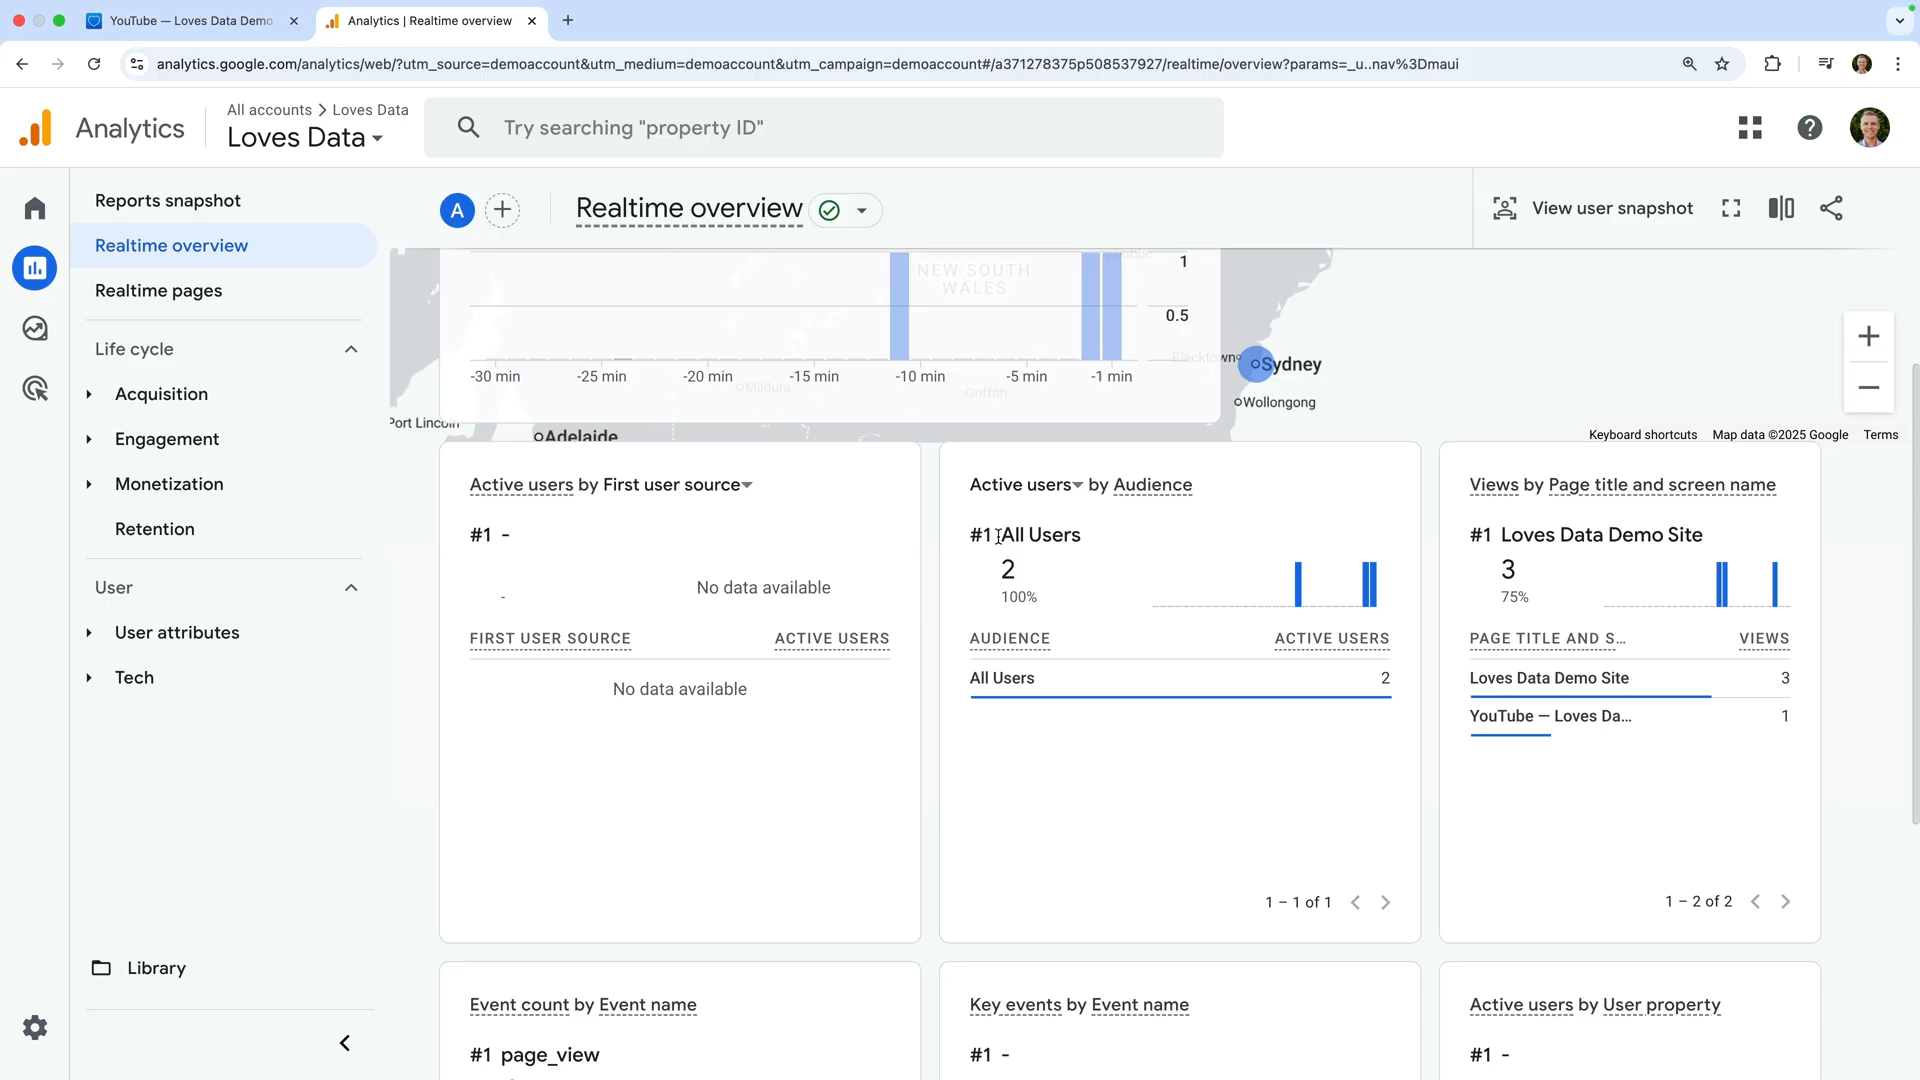 YouTube — Loves Data Demo
Analytics | Realtime overview
analytics.google.com/analytics/web/?utm_source=demoaccount&utm_medium=demoaccount&utm_campaign=demoaccount#/a371278375p508537927/realtime/overview?params=_u..nav%3Dmaui
Analytics
All accounts > Loves Data
Loves Data
Try searching "property ID"
Reports snapshot
Realtime overview
Realtime pages
Life cycle
Acquisition
Engagement
Monetization
Retention
User
User attributes
Tech
Library
A
Realtime overview
View user snapshot
1
0.5
-30 min
-25 min
-20 min
-15 min
-10 min
-5 min
-1 min
NEW SOUTH
WALES
Dubbo
Blacktown
Sydney
Wollongong
Mildura
Griffith
Port Lincoln
Adelaide
Keyboard shortcuts
Map data ©2025 Google
Terms
Active users by First user source
#1 -
-
No data available
FIRST USER SOURCE
ACTIVE USERS
No data available
Active users by Audience
#1 All Users
2
100%
AUDIENCE
ACTIVE USERS
All Users
2
1 – 1 of 1
Views by Page title and screen name
#1 Loves Data Demo Site
3
75%
PAGE TITLE AND S…
VIEWS
Loves Data Demo Site
3
YouTube — Loves Da…
1
1 – 2 of 2
Event count by Event name
#1 page_view
Key events by Event name
#1 -
Active users by User property
#1 -